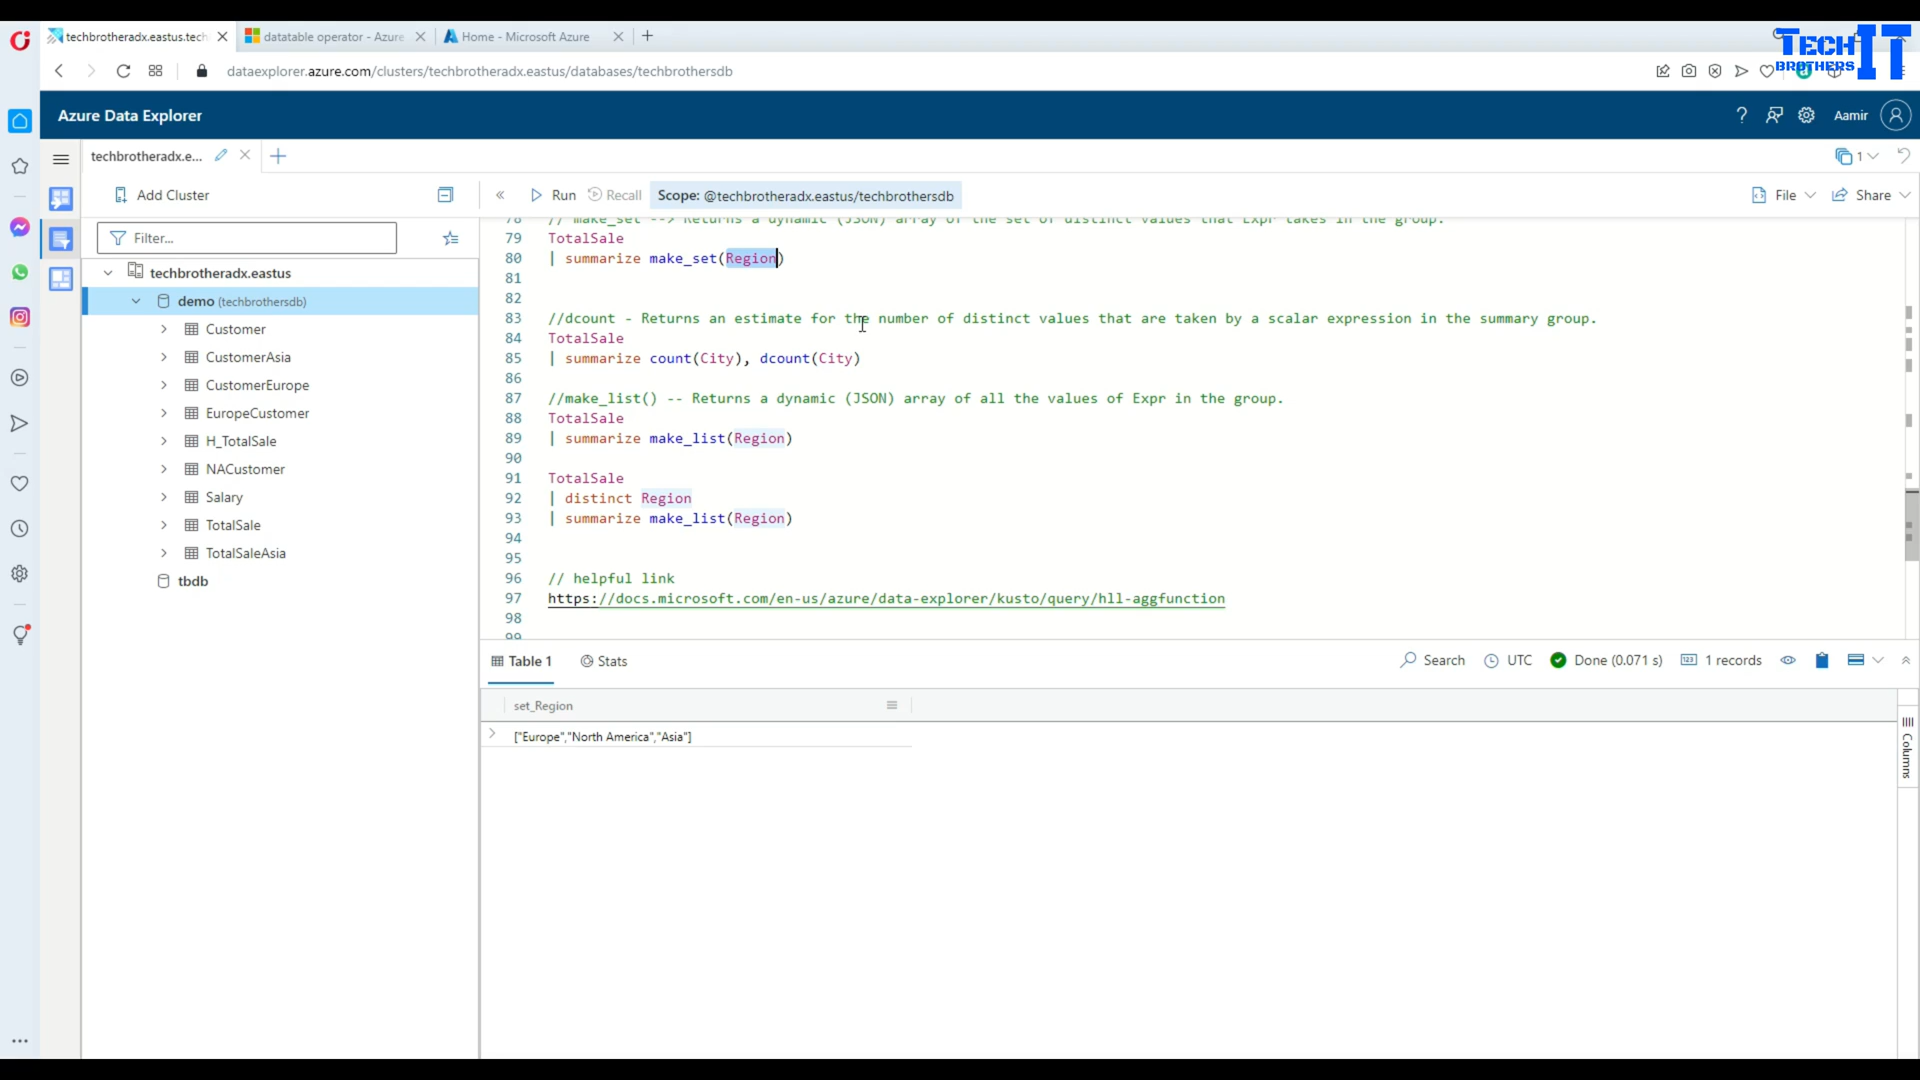 techbrotheradx.eastus.tech
datatable operator - Azure
Home - Microsoft Azure
TECH
BROTHERS
IT
dataexplorer.azure.com/clusters/techbrotheradx.eastus/databases/techbrothersdb
Azure Data Explorer
?
Aamir
techbrotheradx.e...
1
Add Cluster
Run
Recall
Scope: @techbrotheradx.eastus/techbrothersdb
File
Share
Filter...
techbrotheradx.eastus
demo (techbrothersdb)
Customer
CustomerAsia
CustomerEurope
EuropeCustomer
H_TotalSale
NACustomer
Salary
TotalSale
TotalSaleAsia
tbdb
78 // make_set --> Returns a dynamic (JSON) array of the set of distinct values that Expr takes in the group.
79 TotalSale
80 | summarize make_set(Region)
81
82
83 //dcount - Returns an estimate for the number of distinct values that are taken by a scalar expression in the summary group.
84 TotalSale
85 | summarize count(City), dcount(City)
86
87 //make_list() -- Returns a dynamic (JSON) array of all the values of Expr in the group.
88 TotalSale
89 | summarize make_list(Region)
90
91 TotalSale
92 | distinct Region
93 | summarize make_list(Region)
94
95
96 // helpful link
97 https://docs.microsoft.com/en-us/azure/data-explorer/kusto/query/hll-aggfunction
98
99
Table 1
Stats
Search
UTC
Done (0.071 s)
1 records
set_Region
["Europe","North America","Asia"]
Columns